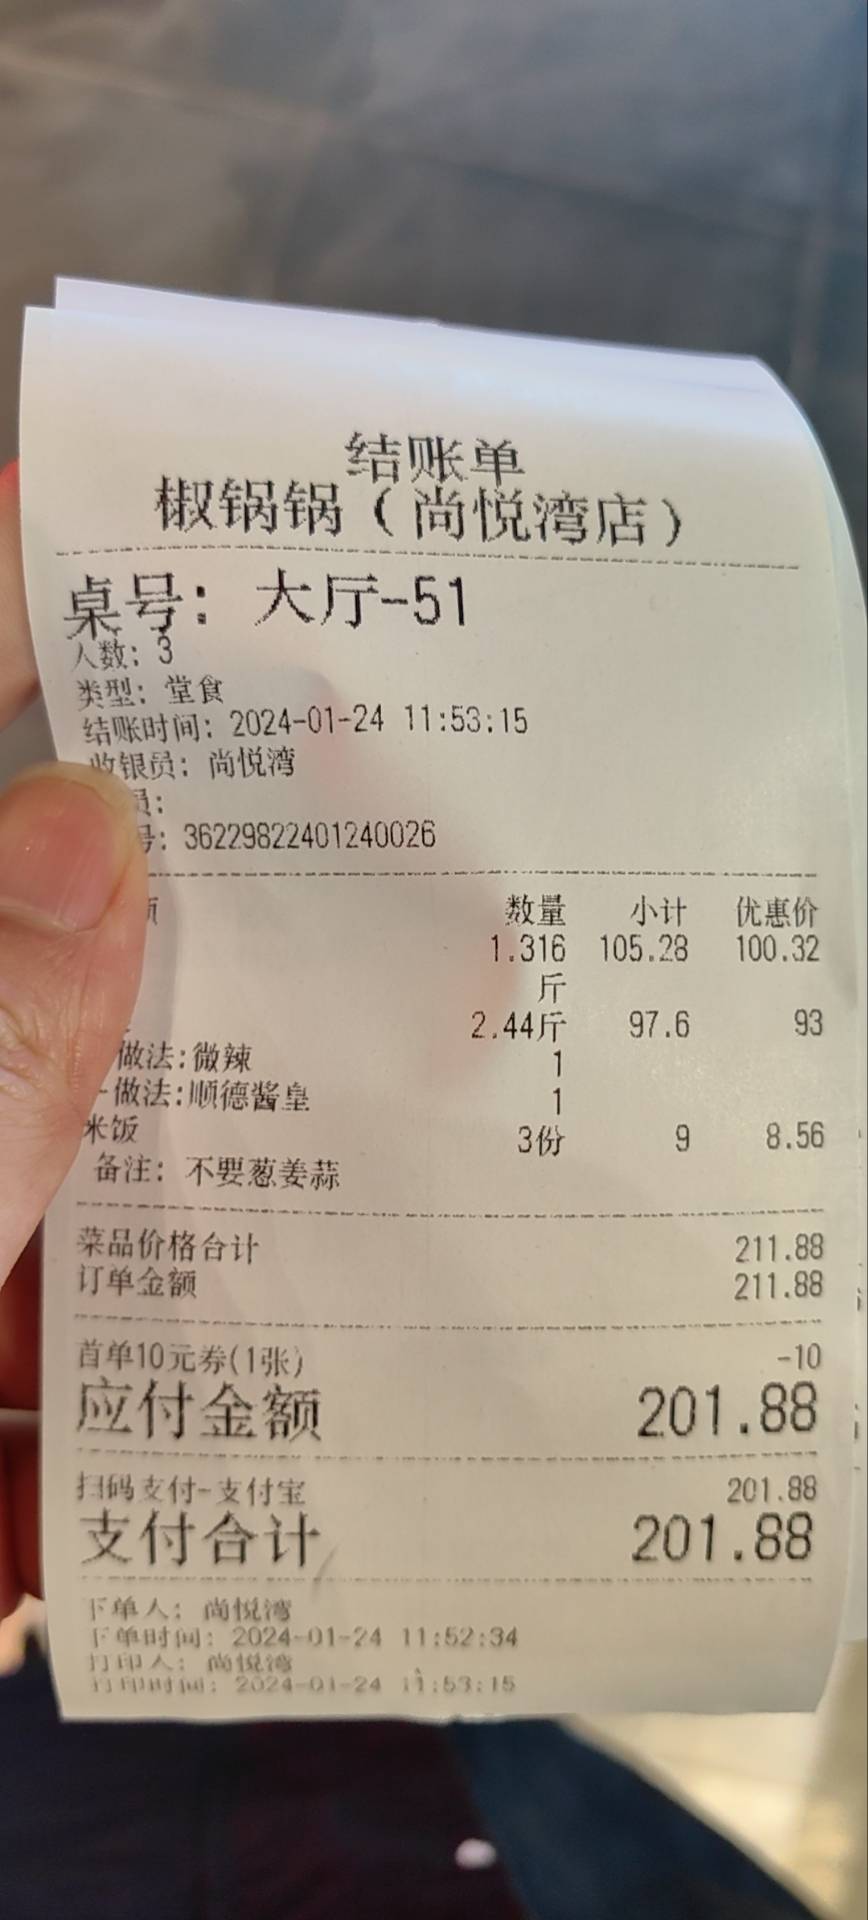 结账单
椒锅锅（尚悦湾店）
桌号: 大厅-51
人数: 3
类型: 堂食
结账时间: 2024-01-24 11:53:15
收银员: 尚悦湾
员:
号: 36229822401240026
数量 小计 优惠价
1.316 105.28 100.32
斤
2.44斤 97.6 93
做法:微辣 1
-做法:顺德酱皇 1
米饭 3份 9 8.56
备注: 不要葱姜蒜
菜品价格合计 211.88
订单金额 211.88
首单10元券(1张) -10
应付金额 201.88
扫码支付-支付宝 201.88
支付合计 201.88
下单人: 尚悦湾
下单时间: 2024-01-24 11:52:34
打印人: 尚悦湾
打印时间: 2024-01-24 11:53:15